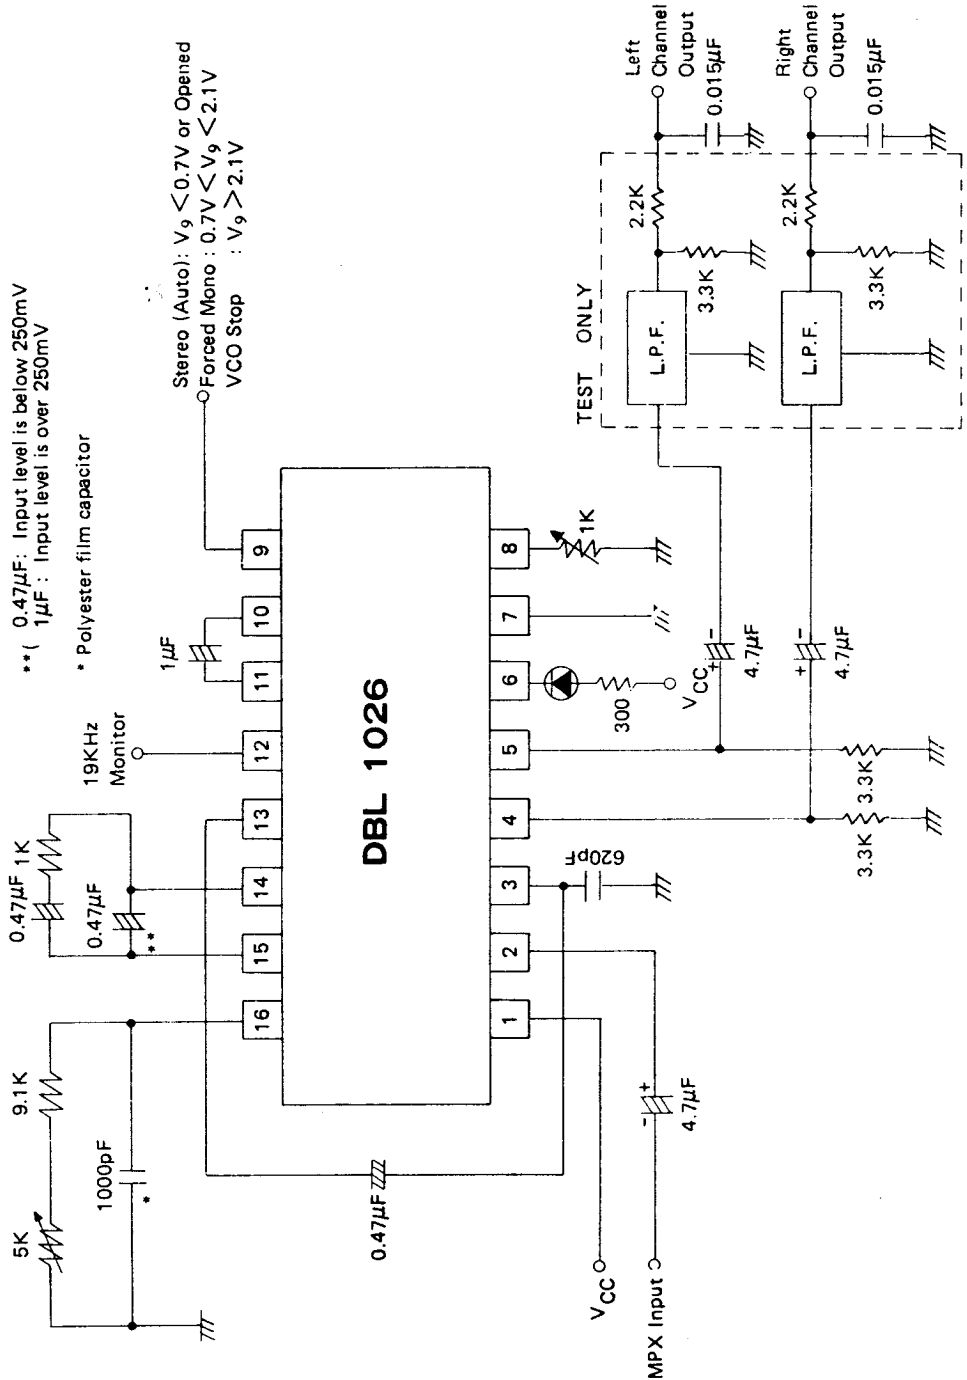 **( 0.47µF: Input level is below 250mV
1µF : Input level is over 250mV
* Polyester film capacitor
Stereo (Auto): V9 <0.7V or Opened
Forced Mono : 0.7V< V9 <2.1V
VCO Stop : V9 >2.1V
5K
9.1K
1000pF
*
0.47µF
1K
0.47µF
**
19KHz
Monitor
1µF
16
15
14
13
12
11
10
9
DBL 1026
1
2
3
4
5
6
7
8
0.47µF
VCC
MPX Input
-
+
4.7µF
620pF
3.3K
3.3K
300
VCC
1K
+
-
4.7µF
+
-
4.7µF
TEST ONLY
L.P.F.
L.P.F.
3.3K
2.2K
3.3K
2.2K
Left
Channel
Output
0.015µF
Right
Channel
Output
0.015µF